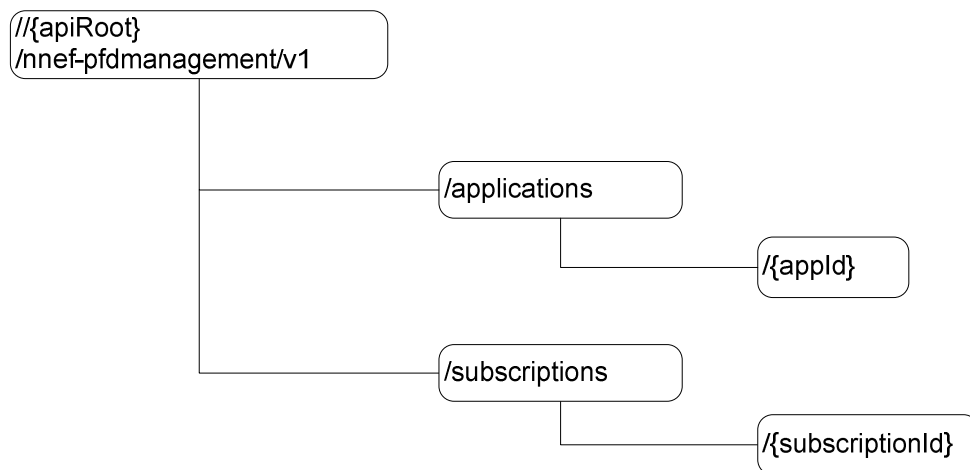 //{apiRoot}
/nnef-pfdmanagement/v1
/applications
/{appId}
/subscriptions
/{subscriptionId}